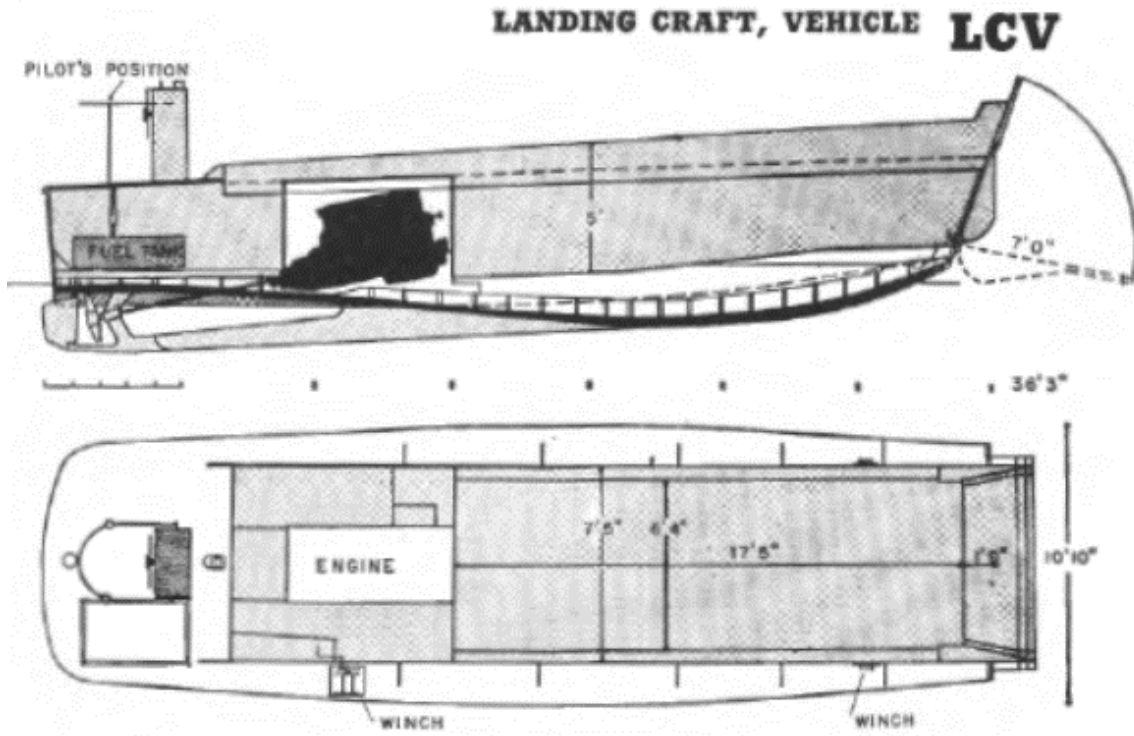 LANDING CRAFT, VEHICLE LCV
PILOT'S POSITION
FUEL TANK
5'
7'0"
36'3"
ENGINE
7'5"
6'4"
17'5"
10'10"
WINCH
WINCH